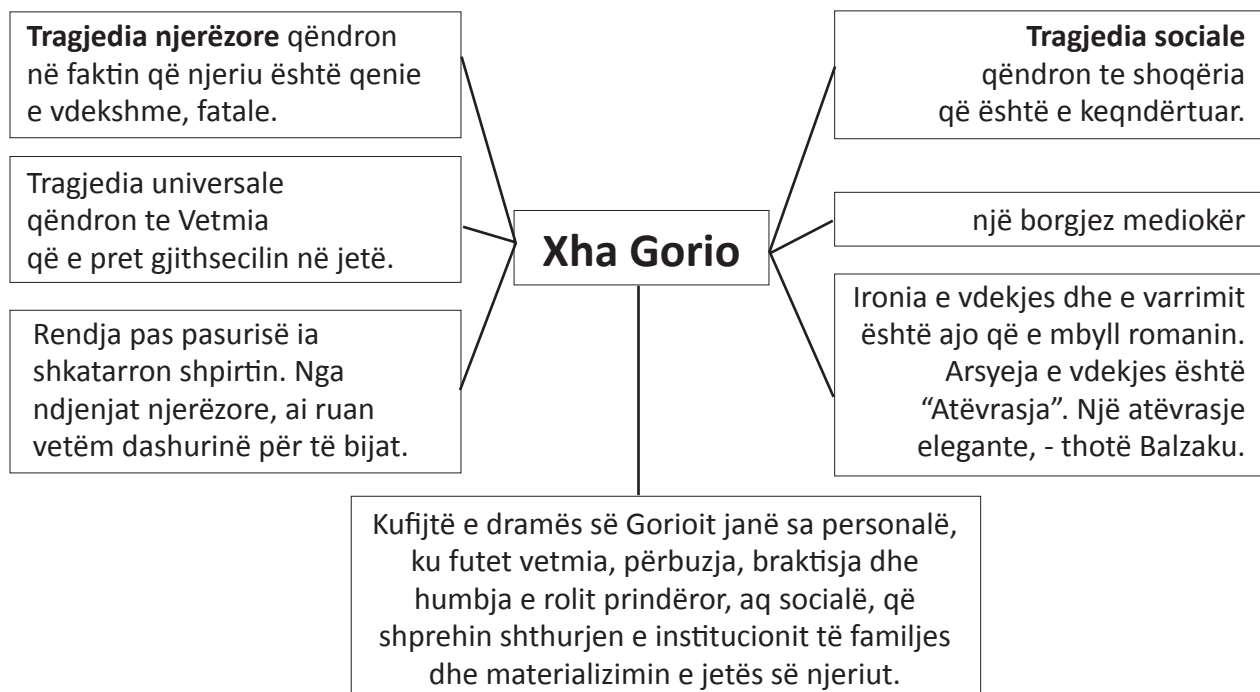 Tragjedia njerëzore qëndron
në faktin që njeriu është qenie
e vdekshme, fatale.
Tragjedia universale
qëndron te Vetmia
që e pret gjithsecilin në jetë.
Rendja pas pasurisë ia
shkatarron shpirtin. Nga
ndjenjat njerëzore, ai ruan
vetëm dashurinë për të bijat.
Xha Gorio
Tragjedia sociale
qëndron te shoqëria
që është e keqndërtuar.
një borgjez mediokër
Ironia e vdekjes dhe e varrimit
është ajo që e mbyll romanin.
Arsyeja e vdekjes është
“Atëvrasja”. Një atëvrasje
elegante, - thotë Balzaku.
Kufijtë e dramës së Gorioit janë sa personalë,
ku futet vetmia, përbuzja, braktisja dhe
humbja e rolit prindëror, aq socialë, që
shprehin shthurjen e institucionit të familjes
dhe materializimin e jetës së njeriut.